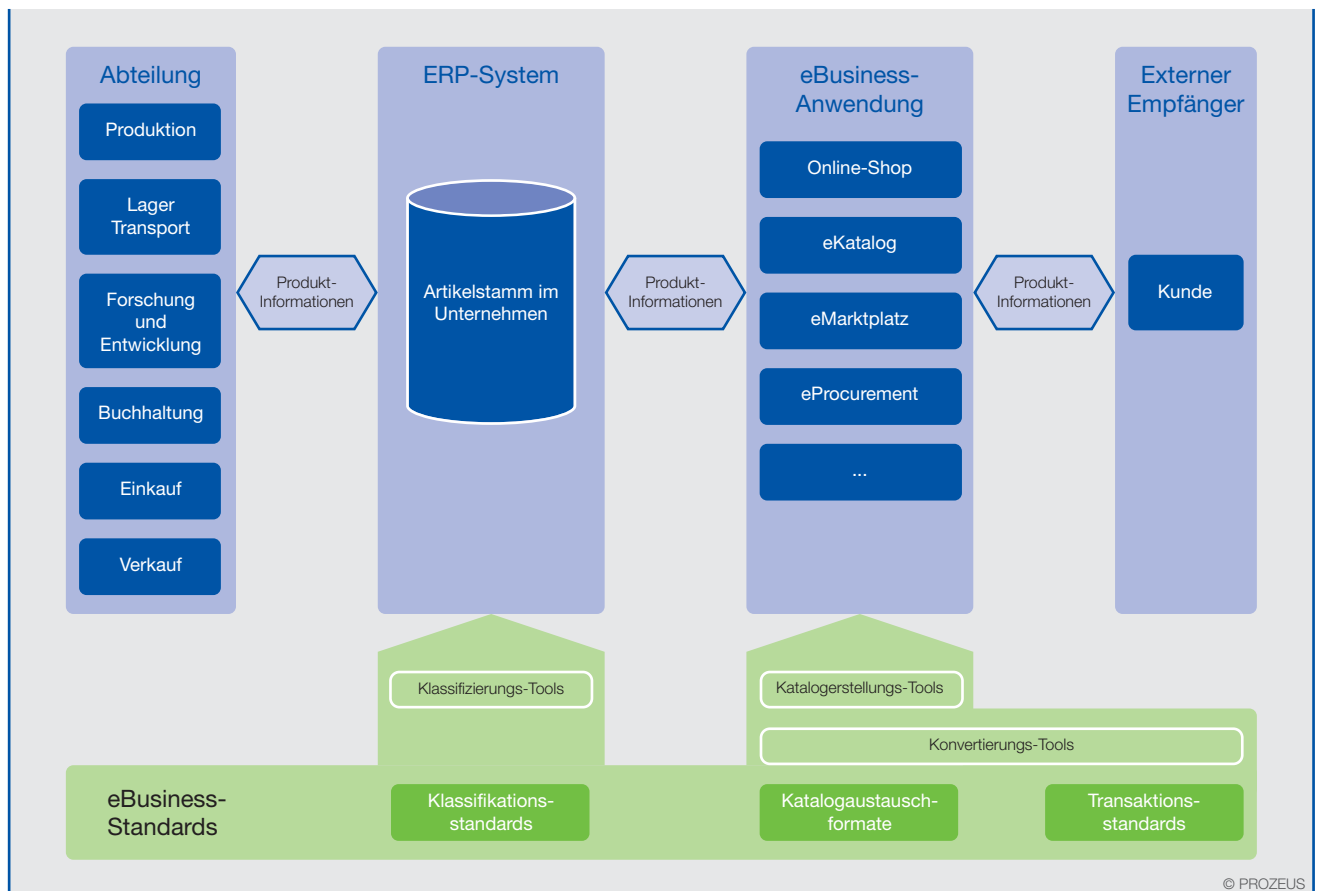 Abteilung
Produktion
Lager
Transport
Forschung
und
Entwicklung
Buchhaltung
Einkauf
Verkauf
Produkt-
Informationen
ERP-System
Artikelstamm im
Unternehmen
Produkt-
Informationen
eBusiness-
Anwendung
Online-Shop
eKatalog
eMarktplatz
eProcurement
...
Produkt-
Informationen
Externer
Empfänger
Kunde
Klassifizierungs-Tools
Katalogerstellungs-Tools
Konvertierungs-Tools
eBusiness-
Standards
Klassifikations-
standards
Katalogaustausch-
formate
Transaktions-
standards
© PROZEUS